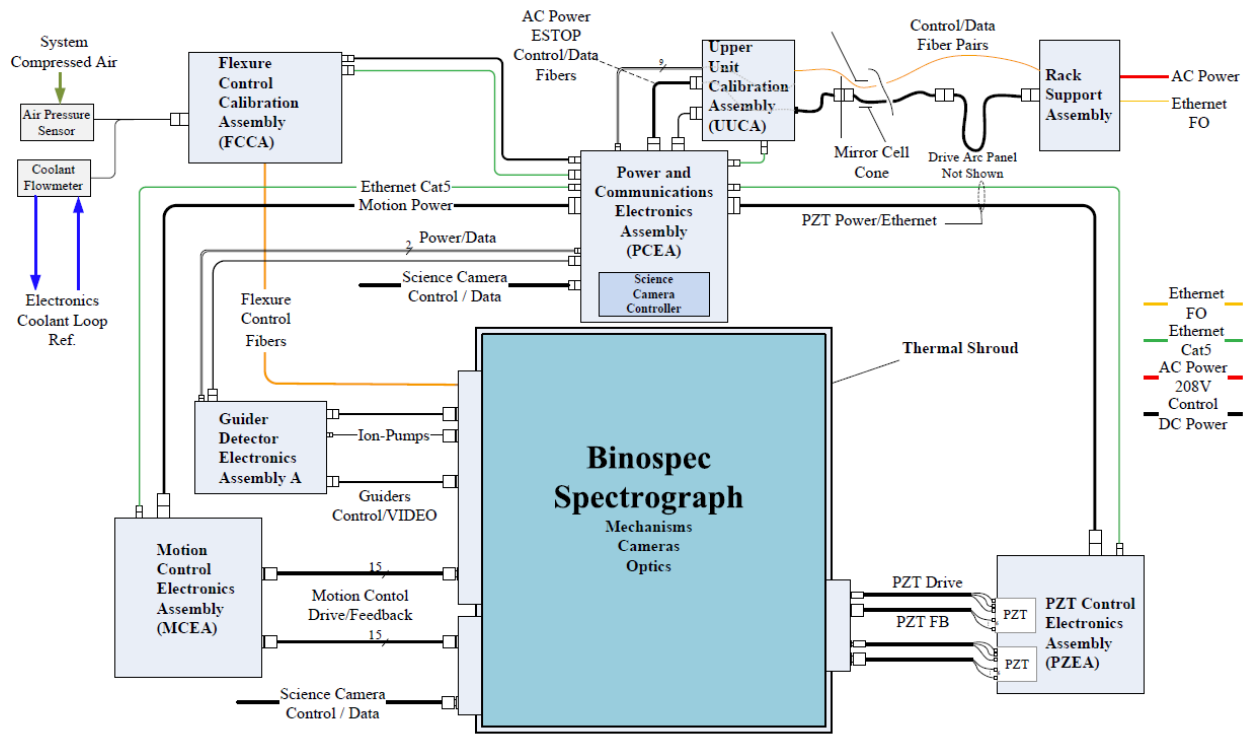 System
Compressed Air
Air Pressure
Sensor
Coolant
Flowmeter
Electronics
Coolant Loop
Ref.
Flexure
Control
Calibration
Assembly
(FCCA)
AC Power
ESTOP
Control/Data
Fibers
9
Upper
Unit
Calibration
Assembly
(UUCA)
Control/Data
Fiber Pairs
Rack
Support
Assembly
AC Power
Ethernet
FO
Mirror Cell
Cone
Drive Arc Panel
Not Shown
Ethernet Cat5
Motion Power
Power and
Communications
Electronics
Assembly
(PCEA)
Science
Camera
Controller
PZT Power/Ethernet
2
Power/Data
Science Camera
Control / Data
Flexure
Control
Fibers
Thermal Shroud
Ethernet
FO
Ethernet
Cat5
AC Power
208V
Control
DC Power
Guider
Detector
Electronics
Assembly A
Ion-Pumps
Guiders
Control/VIDEO
Binospec
Spectrograph
Mechanisms
Cameras
Optics
Motion
Control
Electronics
Assembly
(MCEA)
15
Motion Contol
Drive/Feedback
15
Science Camera
Control / Data
PZT Drive
PZT FB
PZT
PZT
PZT Control
Electronics
Assembly
(PZEA)